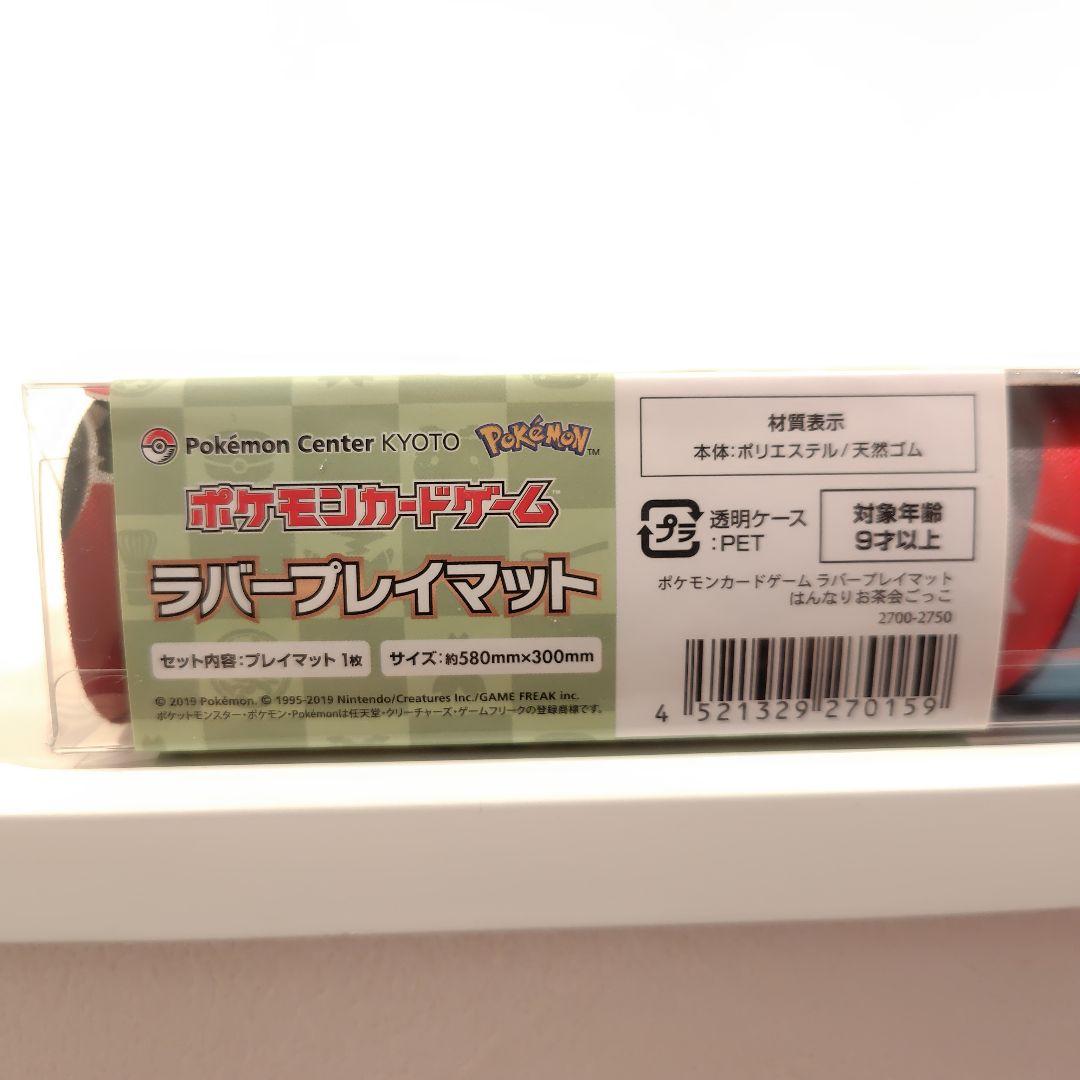 Pokémon Center KYOTO
POKéMON™
ポケモンカードゲーム™
ラバープレイマット
セット内容：プレイマット 1枚
サイズ：約580mm×300mm
© 2019 Pokémon. © 1995-2019 Nintendo/Creatures Inc./GAME FREAK inc.
ポケットモンスター・ポケモン・Pokémonは任天堂・クリーチャーズ・ゲームフリークの登録商標です。
材質表示
本体：ポリエステル/天然ゴム
プラ
透明ケース
：PET
対象年齢
9才以上
ポケモンカードゲーム ラバープレイマット
はんなりお茶会ごっこ
2700-2750
4 521329 270159